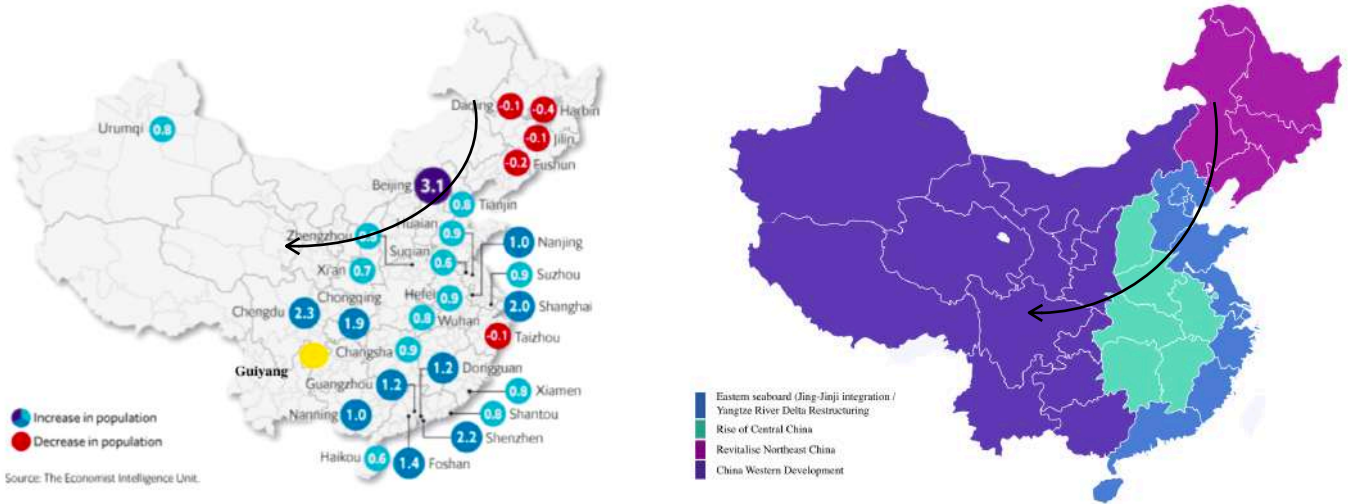 Daqing -0.1
-0.4 Harbin
Urumqi 0.8
-0.1 Jilin
-0.2 Fushun
Beijing 3.1
0.8 Tianjin
Huaian
Zhengzhou
0.9
1.0 Nanjing
Suqian
0.6
Xi'an 0.7
0.9 Suzhou
Hefei 0.9
Chongqing
2.0 Shanghai
Chengdu 2.3
1.9
0.8 Wuhan
-0.1 Taizhou
Changsha 0.9
Guiyang
1.2 Dongguan
Guangzhou 1.2
0.8 Xiamen
Increase in population
Nanning 1.0
0.8 Shantou
Decrease in population
2.2 Shenzhen
Haikou 0.6
1.4 Foshan
Source: The Economist Intelligence Unit.
Eastern seaboard (Jing-Jinji integration /
Yangtze River Delta Restructuring
Rise of Central China
Revitalise Northeast China
China Western Development